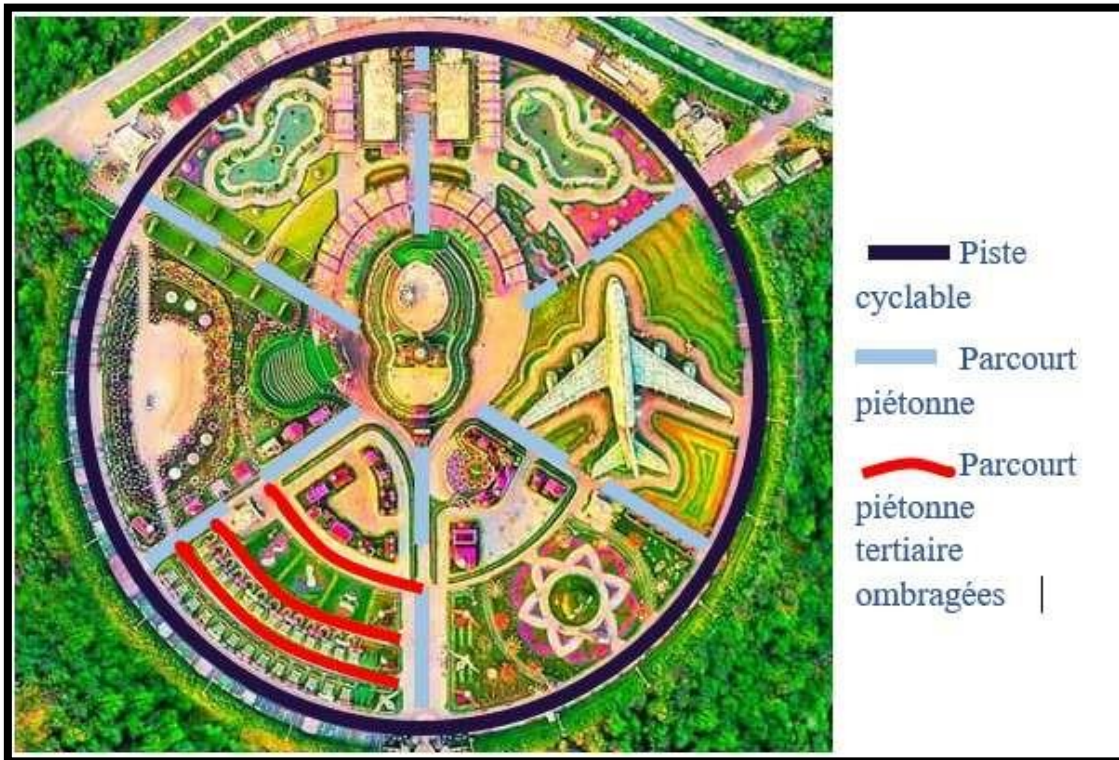 Piste
cyclable
Parcourt
piétonne
Parcourt
piétonne
tertiaire
ombragées